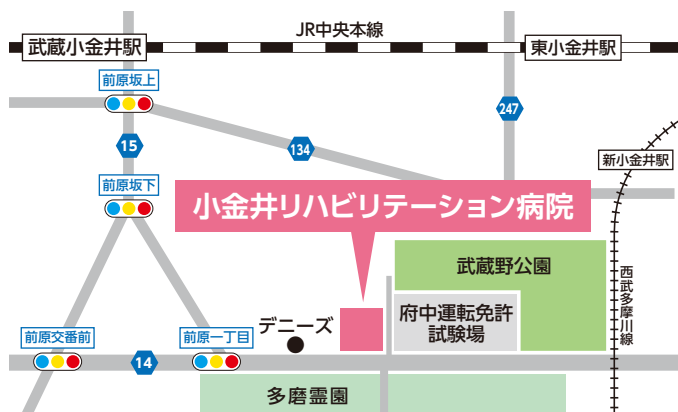 JR中央本線
武蔵小金井駅
東小金井駅
前原坂上
247
15
134
新小金井駅
前原坂下
小金井リハビリテーション病院
武蔵野公園
西武多摩川線
府中運転免許
試験場
デニーズ
前原交番前
前原一丁目
14
多磨霊園